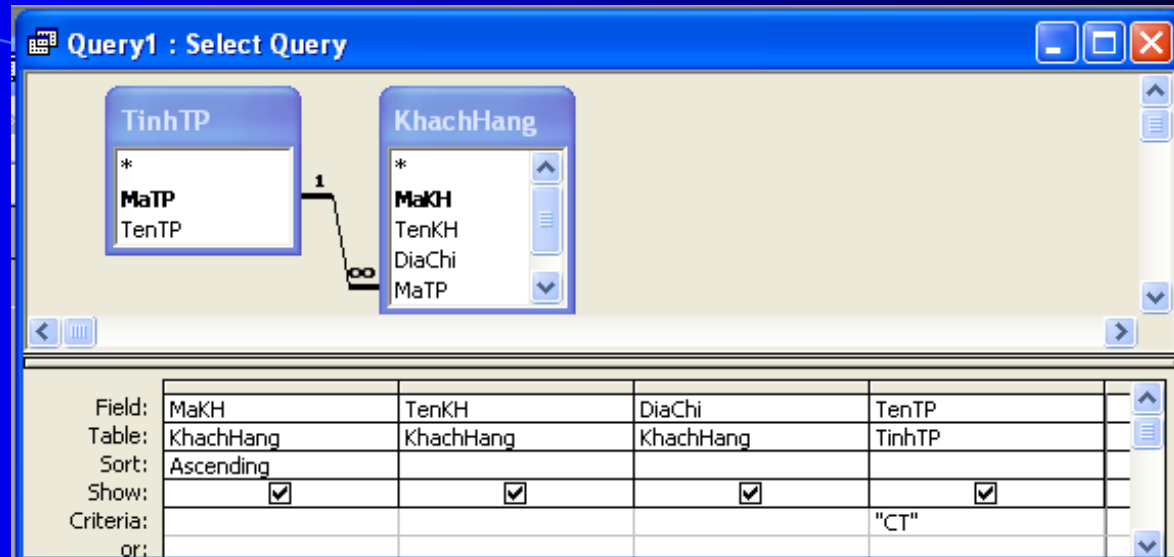 Query1 : Select Query
TinhTP
*
MaTP
TenTP
1
∞
KhachHang
*
MaKH
TenKH
DiaChi
MaTP
Field: MaKH TenKH DiaChi TenTP
Table: KhachHang KhachHang KhachHang TinhTP
Sort: Ascending
Show:
Criteria: "CT"
or: